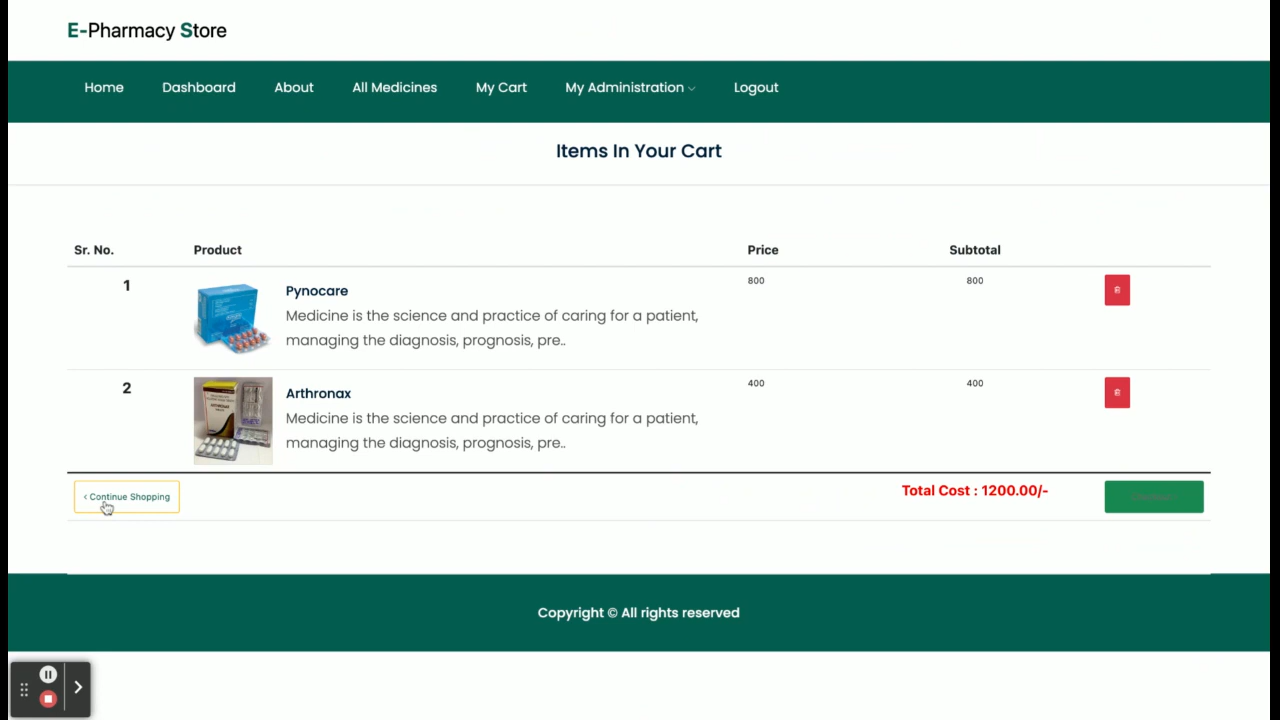 E-Pharmacy Store
Home Dashboard About All Medicines My Cart My Administration Logout
Items In Your Cart
Sr. No. Product Price Subtotal
1 Pynocare 800 800
Medicine is the science and practice of caring for a patient,
managing the diagnosis, prognosis, pre..
2 Arthronax 400 400
Medicine is the science and practice of caring for a patient,
managing the diagnosis, prognosis, pre..
< Continue Shopping Total Cost : 1200.00/-
Copyright © All rights reserved